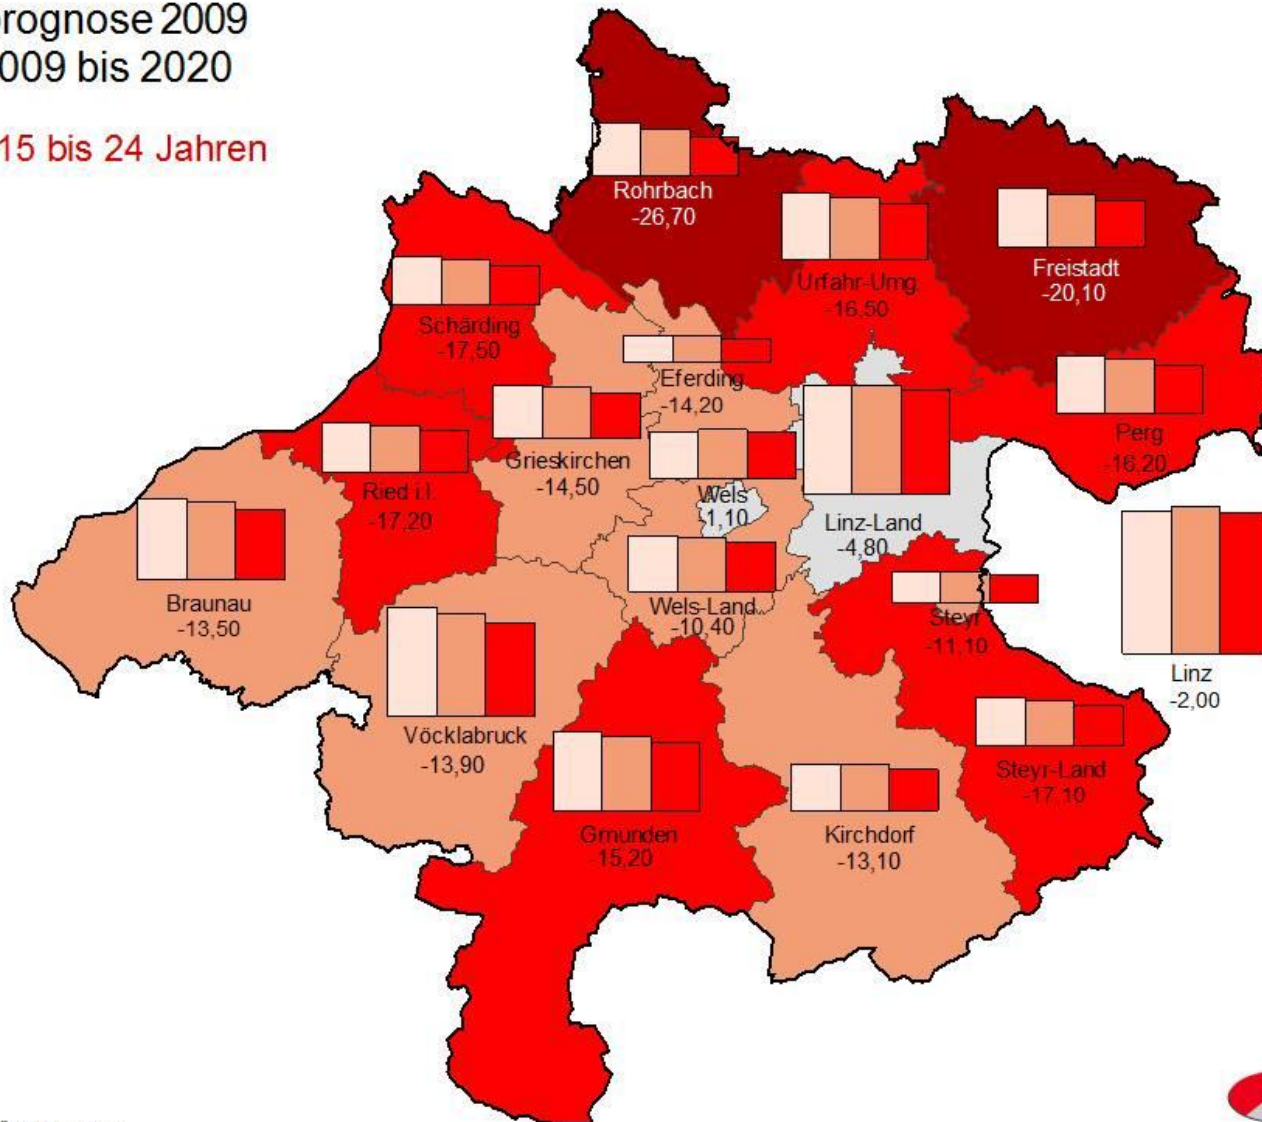 prognose 2009
009 bis 2020
15 bis 24 Jahren
Rohrbach
-26,70
Freistadt
-20,10
Urfahr-Umg.
-16,50
Schärding
-17,50
Eferding
-14,20
Perg
-16,20
Grieskirchen
-14,50
Ried i.I.
-17,20
Wels
1,10
Linz-Land
-4,80
Braunau
-13,50
Wels-Land
-10,40
Steyr
-11,10
Linz
-2,00
Vöcklabruck
-13,90
Steyr-Land
-17,10
Gmunden
-15,20
Kirchdorf
-13,10